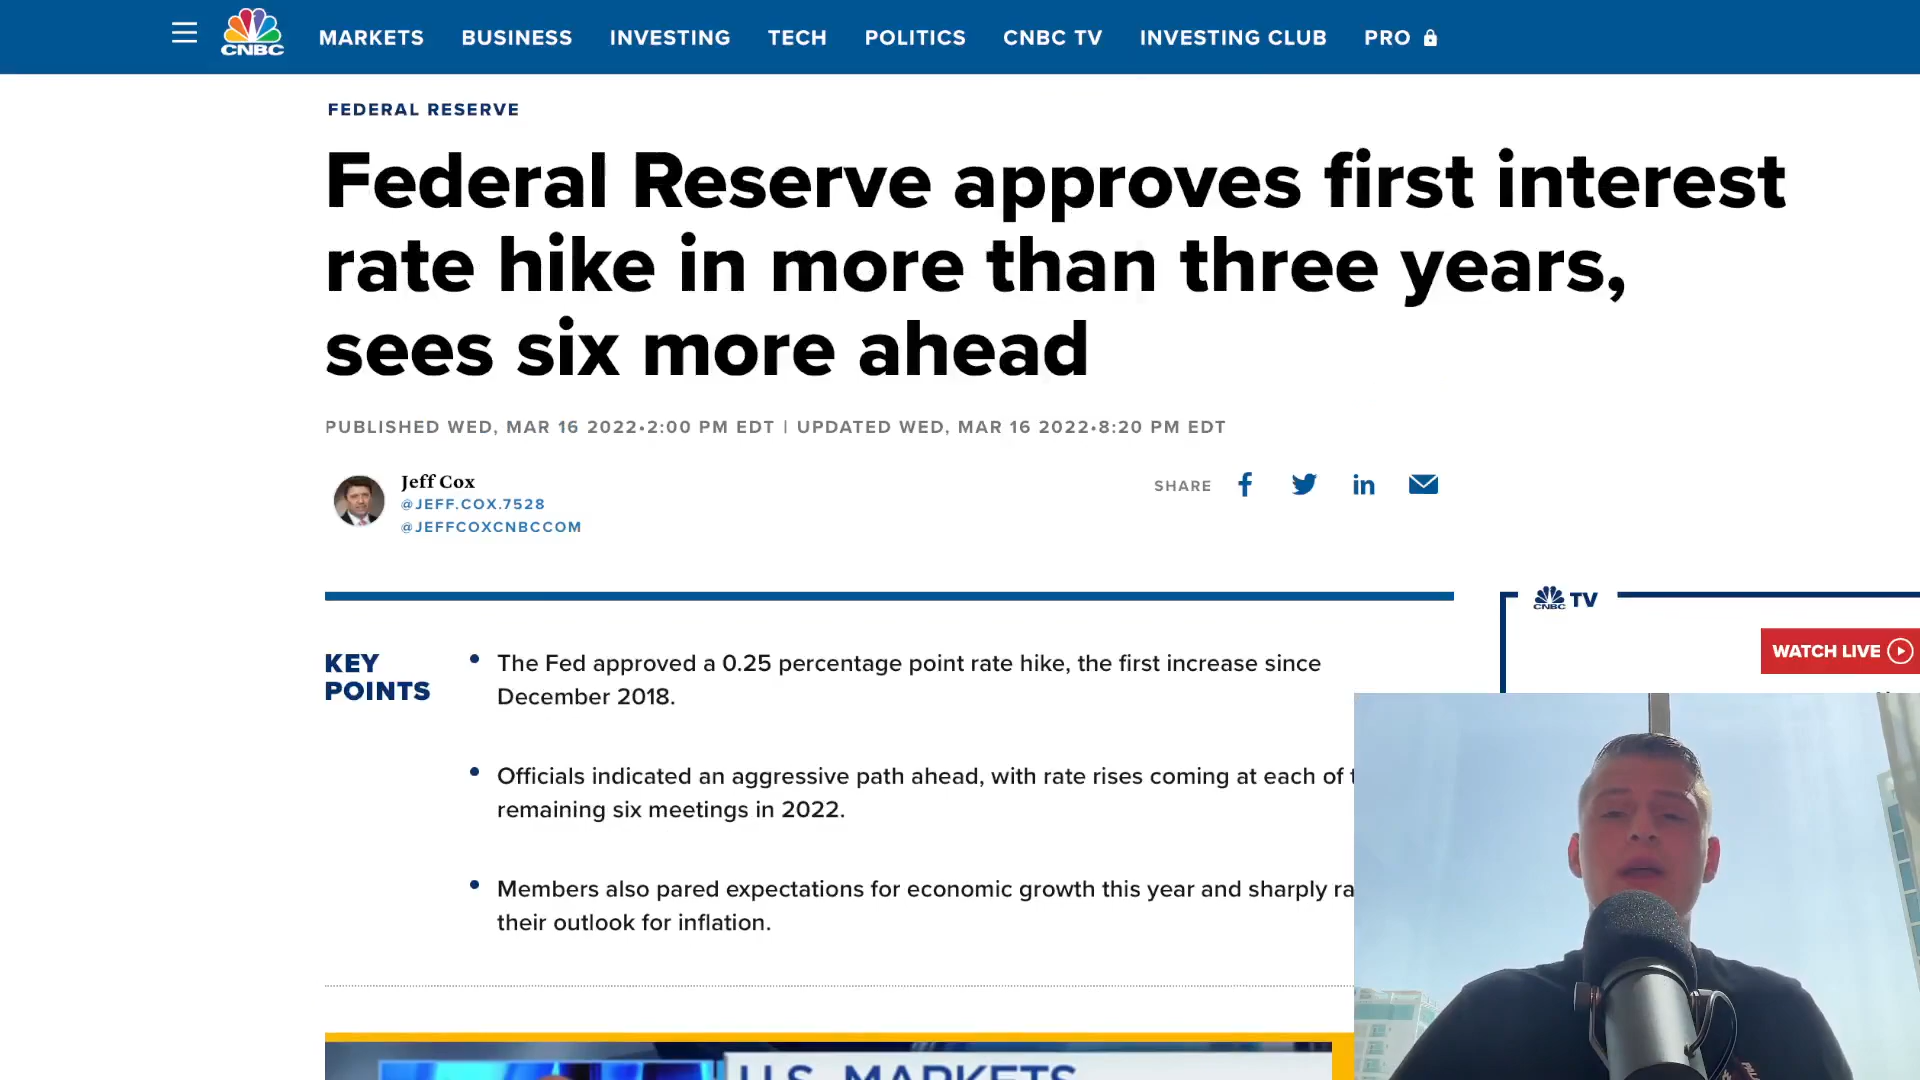 CNBC MARKETS BUSINESS INVESTING TECH POLITICS CNBC TV INVESTING CLUB PRO
FEDERAL RESERVE
Federal Reserve approves first interest
rate hike in more than three years,
sees six more ahead
PUBLISHED WED, MAR 16 2022•2:00 PM EDT | UPDATED WED, MAR 16 2022•8:20 PM EDT
Jeff Cox
@JEFF.COX.7528
@JEFFCOXCNBCCOM
SHARE
CNBC TV
WATCH LIVE
KEY
POINTS
• The Fed approved a 0.25 percentage point rate hike, the first increase since
December 2018.
• Officials indicated an aggressive path ahead, with rate rises coming at each of
remaining six meetings in 2022.
• Members also pared expectations for economic growth this year and sharply
their outlook for inflation.
U.S. MARKETS